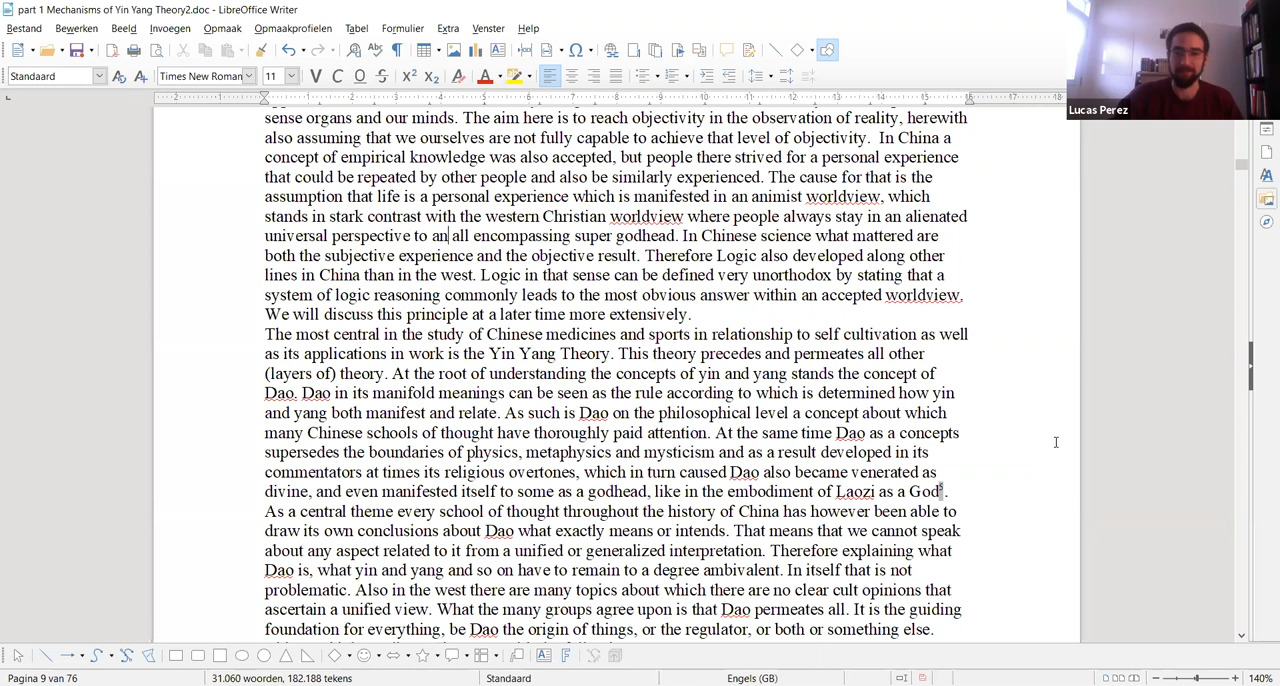 part 1 Mechanisms of Yin Yang Theory2.doc - LibreOffice Writer
Bestand Bewerken Beeld Invoegen Opmaak Opmaakprofielen Tabel Formulier Extra Venster Help
Standaard Times New Roman 11
Lucas Perez
2 1 1 2 3 4 5 6 7 8 9 10 11 12 13 14 15 16 17 18
sense organs and our minds. The aim here is to reach objectivity in the observation of reality, herewith
also assuming that we ourselves are not fully capable to achieve that level of objectivity. In China a
concept of empirical knowledge was also accepted, but people there strived for a personal experience
that could be repeated by other people and also be similarly experienced. The cause for that is the
assumption that life is a personal experience which is manifested in an animist worldview, which
stands in stark contrast with the western Christian worldview where people always stay in an alienated
universal perspective to an all encompassing super godhead. In Chinese science what mattered are
both the subjective experience and the objective result. Therefore Logic also developed along other
lines in China than in the west. Logic in that sense can be defined very unorthodox by stating that a
system of logic reasoning commonly leads to the most obvious answer within an accepted worldview.
We will discuss this principle at a later time more extensively.
The most central in the study of Chinese medicines and sports in relationship to self cultivation as well
as its applications in work is the Yin Yang Theory. This theory precedes and permeates all other
(layers of) theory. At the root of understanding the concepts of yin and yang stands the concept of
Dao. Dao in its manifold meanings can be seen as the rule according to which is determined how yin
and yang both manifest and relate. As such is Dao on the philosophical level a concept about which
many Chinese schools of thought have thoroughly paid attention. At the same time Dao as a concepts
supersedes the boundaries of physics, metaphysics and mysticism and as a result developed in its
commentators at times its religious overtones, which in turn caused Dao also became venerated as
divine, and even manifested itself to some as a godhead, like in the embodiment of Laozi as a God5.
As a central theme every school of thought throughout the history of China has however been able to
draw its own conclusions about Dao what exactly means or intends. That means that we cannot speak
about any aspect related to it from a unified or generalized interpretation. Therefore explaining what
Dao is, what yin and yang and so on have to remain to a degree ambivalent. In itself that is not
problematic. Also in the west there are many topics about which there are no clear cult opinions that
ascertain a unified view. What the many groups agree upon is that Dao permeates all. It is the guiding
foundation for everything, be Dao the origin of things, or the regulator, or both or something else.
Pagina 9 van 76 31.060 woorden, 182.188 tekens Standaard Engels (GB) 140%